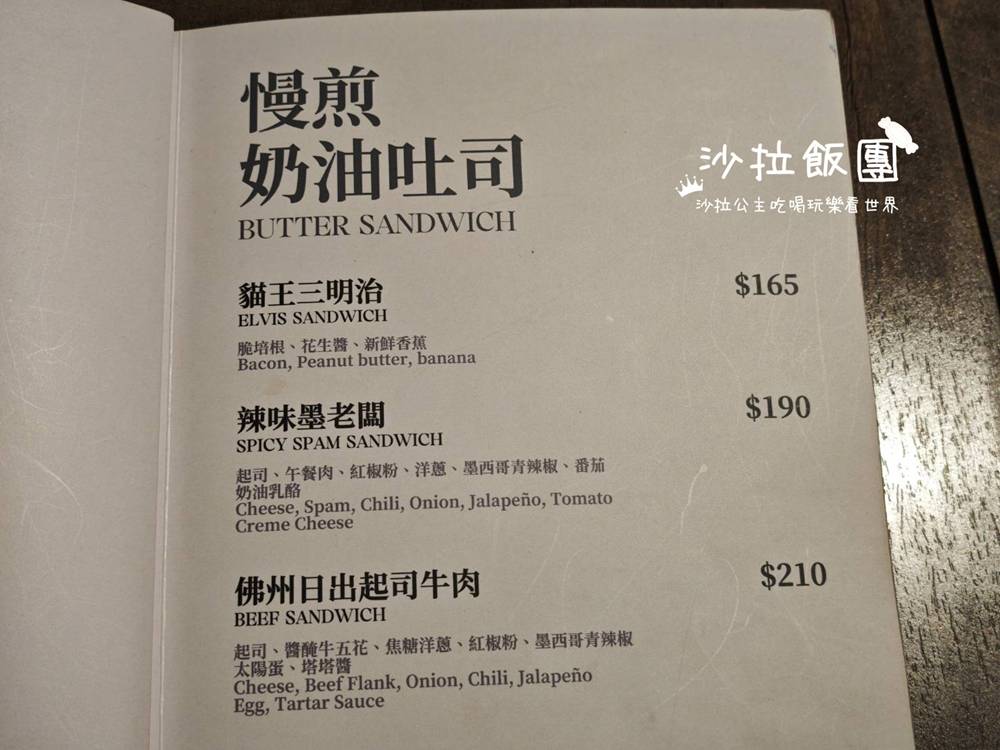 慢煎
奶油吐司
BUTTER SANDWICH
沙拉飯團
沙拉公主吃喝玩樂看世界
貓王三明治
$165
ELVIS SANDWICH
脆培根、花生醬、新鮮香蕉
Bacon, Peanut butter, banana
辣味墨老闆
$190
SPICY SPAM SANDWICH
起司、午餐肉、紅椒粉、洋蔥、墨西哥青辣椒、番茄
奶油乳酪
Cheese, Spam, Chili, Onion, Jalapeño, Tomato
Creme Cheese
佛州日出起司牛肉
$210
BEEF SANDWICH
起司、醬醃牛五花、焦糖洋蔥、紅椒粉、墨西哥青辣椒
太陽蛋、塔塔醬
Cheese, Beef Flank, Onion, Chili, Jalapeño
Egg, Tartar Sauce